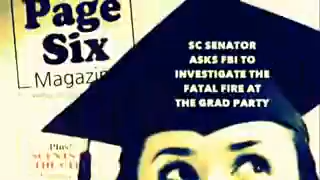 Page
Six
Magazin
SC SENATOR
ASKS FBI TO
INVESTIGATE THE
FATAL FIRE AT
THE GRAD PARTY
Plus!